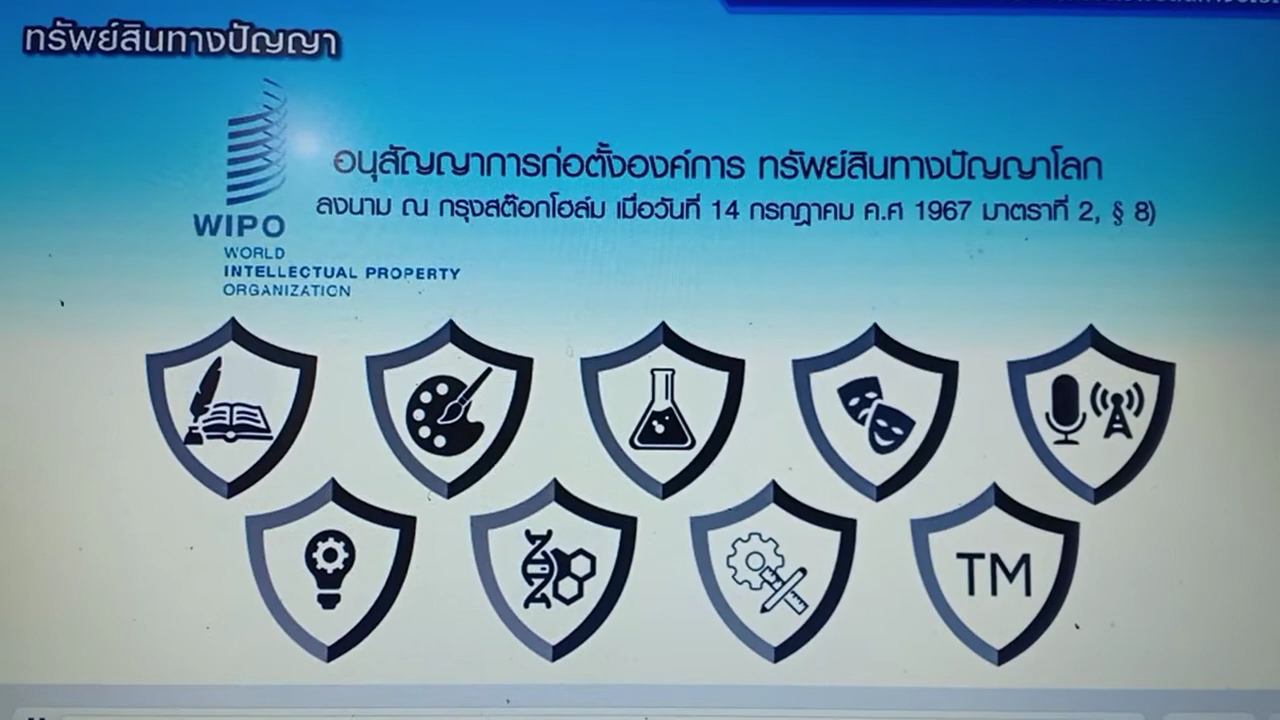 ทรัพย์สินทางปัญญา
อนุสัญญาการก่อตั้งองค์การ ทรัพย์สินทางปัญญาโลก
ลงนาม ณ กรุงสต๊อกโฮล์ม เมื่อวันที่ 14 กรกฎาคม ค.ศ 1967 มาตราที่ 2, § 8)
WIPO
WORLD
INTELLECTUAL PROPERTY
ORGANIZATION
TM